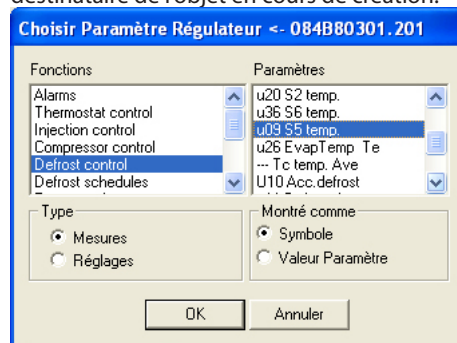 destinataire de l'objet en cours de création.
Choisir Paramètre Régulateur <- 084B80301.201
Fonctions
Alarms
Thermostat control
Injection control
Compressor control
Defrost control
Defrost schedules
Paramètres
u20 S2 temp.
u36 S6 temp.
u09 S5 temp.
u26 EvapTemp Te
--- Tc temp. Ave
U10 Acc.defrost
Type
Mesures
Réglages
Montré comme
Symbole
Valeur Paramètre
OK
Annuler